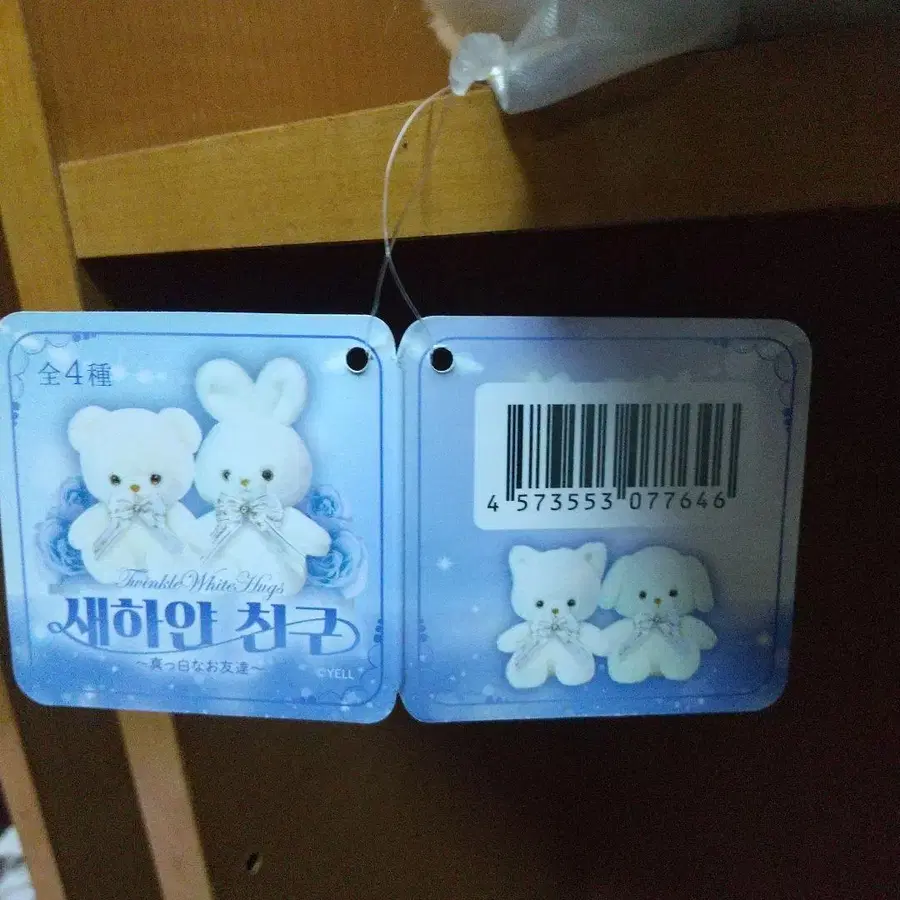 全4種
Twinkle White Hugs
새하얀 친구
～真っ白なお友達～
©YELL
4 573553 077646